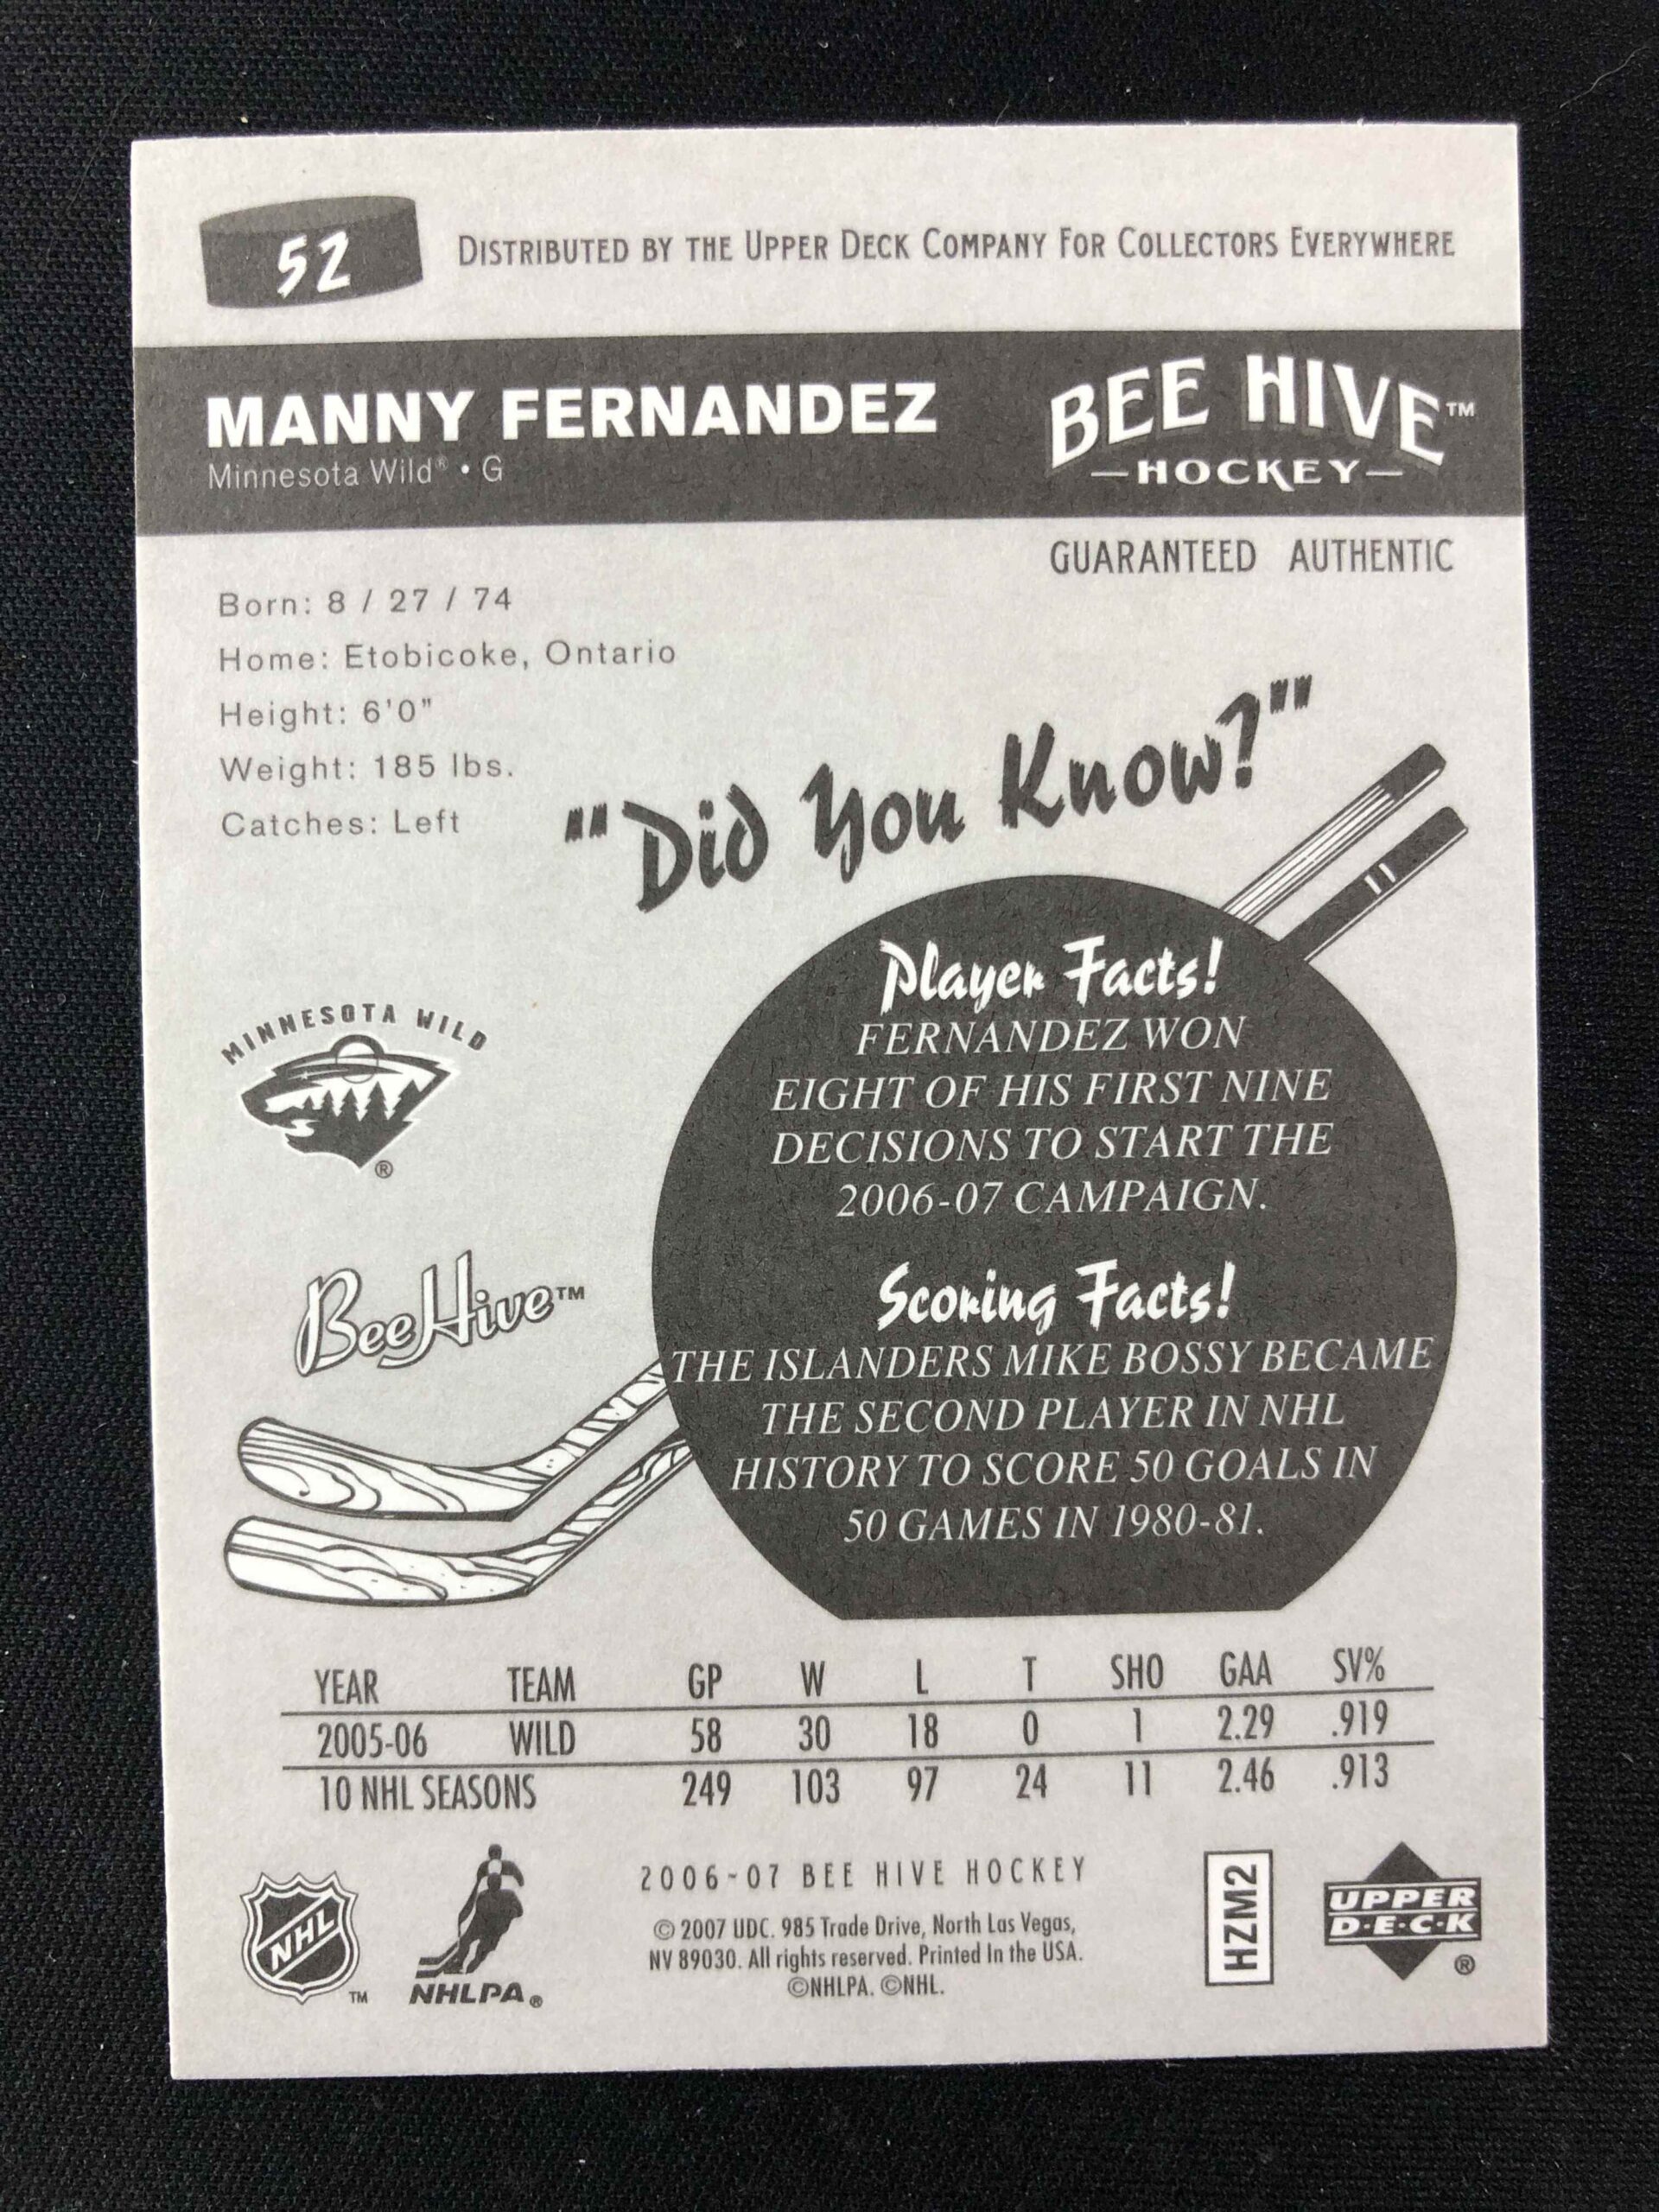 52
DISTRIBUTED BY THE UPPER DECK COMPANY FOR COLLECTORS EVERYWHERE
MANNY FERNANDEZ
Minnesota Wild® • G
BEE HIVE™
—HOCKEY—
GUARANTEED AUTHENTIC
Born: 8 / 27 / 74
Home: Etobicoke, Ontario
Height: 6'0"
Weight: 185 lbs.
Catches: Left
""Did You Know?""
Player Facts!
FERNANDEZ WON
EIGHT OF HIS FIRST NINE
DECISIONS TO START THE
2006-07 CAMPAIGN.
MINNESOTA WILD
®
BeeHive™
Scoring Facts!
THE ISLANDERS MIKE BOSSY BECAME
THE SECOND PLAYER IN NHL
HISTORY TO SCORE 50 GOALS IN
50 GAMES IN 1980-81.
YEAR TEAM GP W L T SHO GAA SV%
2005-06 WILD 58 30 18 0 1 2.29 .919
10 NHL SEASONS 249 103 97 24 11 2.46 .913
NHL
™
NHLPA®
2006-07 BEE HIVE HOCKEY
© 2007 UDC. 985 Trade Drive, North Las Vegas,
NV 89030. All rights reserved. Printed In the USA.
©NHLPA. ©NHL.
HZM2
UPPER
D·E·C·K
®